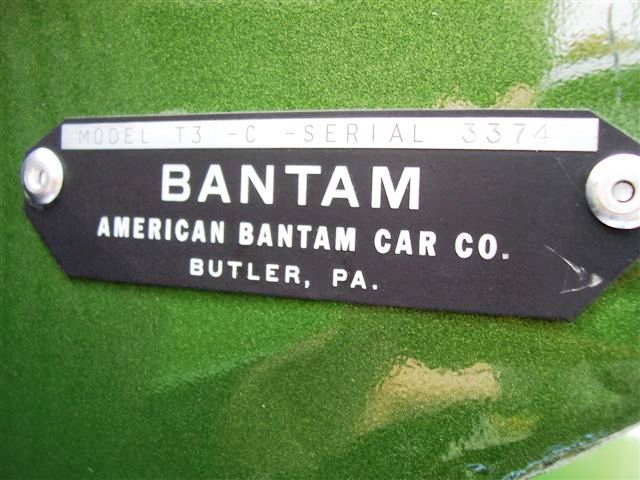 MODEL T3 -C -SERIAL 3374
BANTAM
AMERICAN BANTAM CAR CO.
BUTLER, PA.